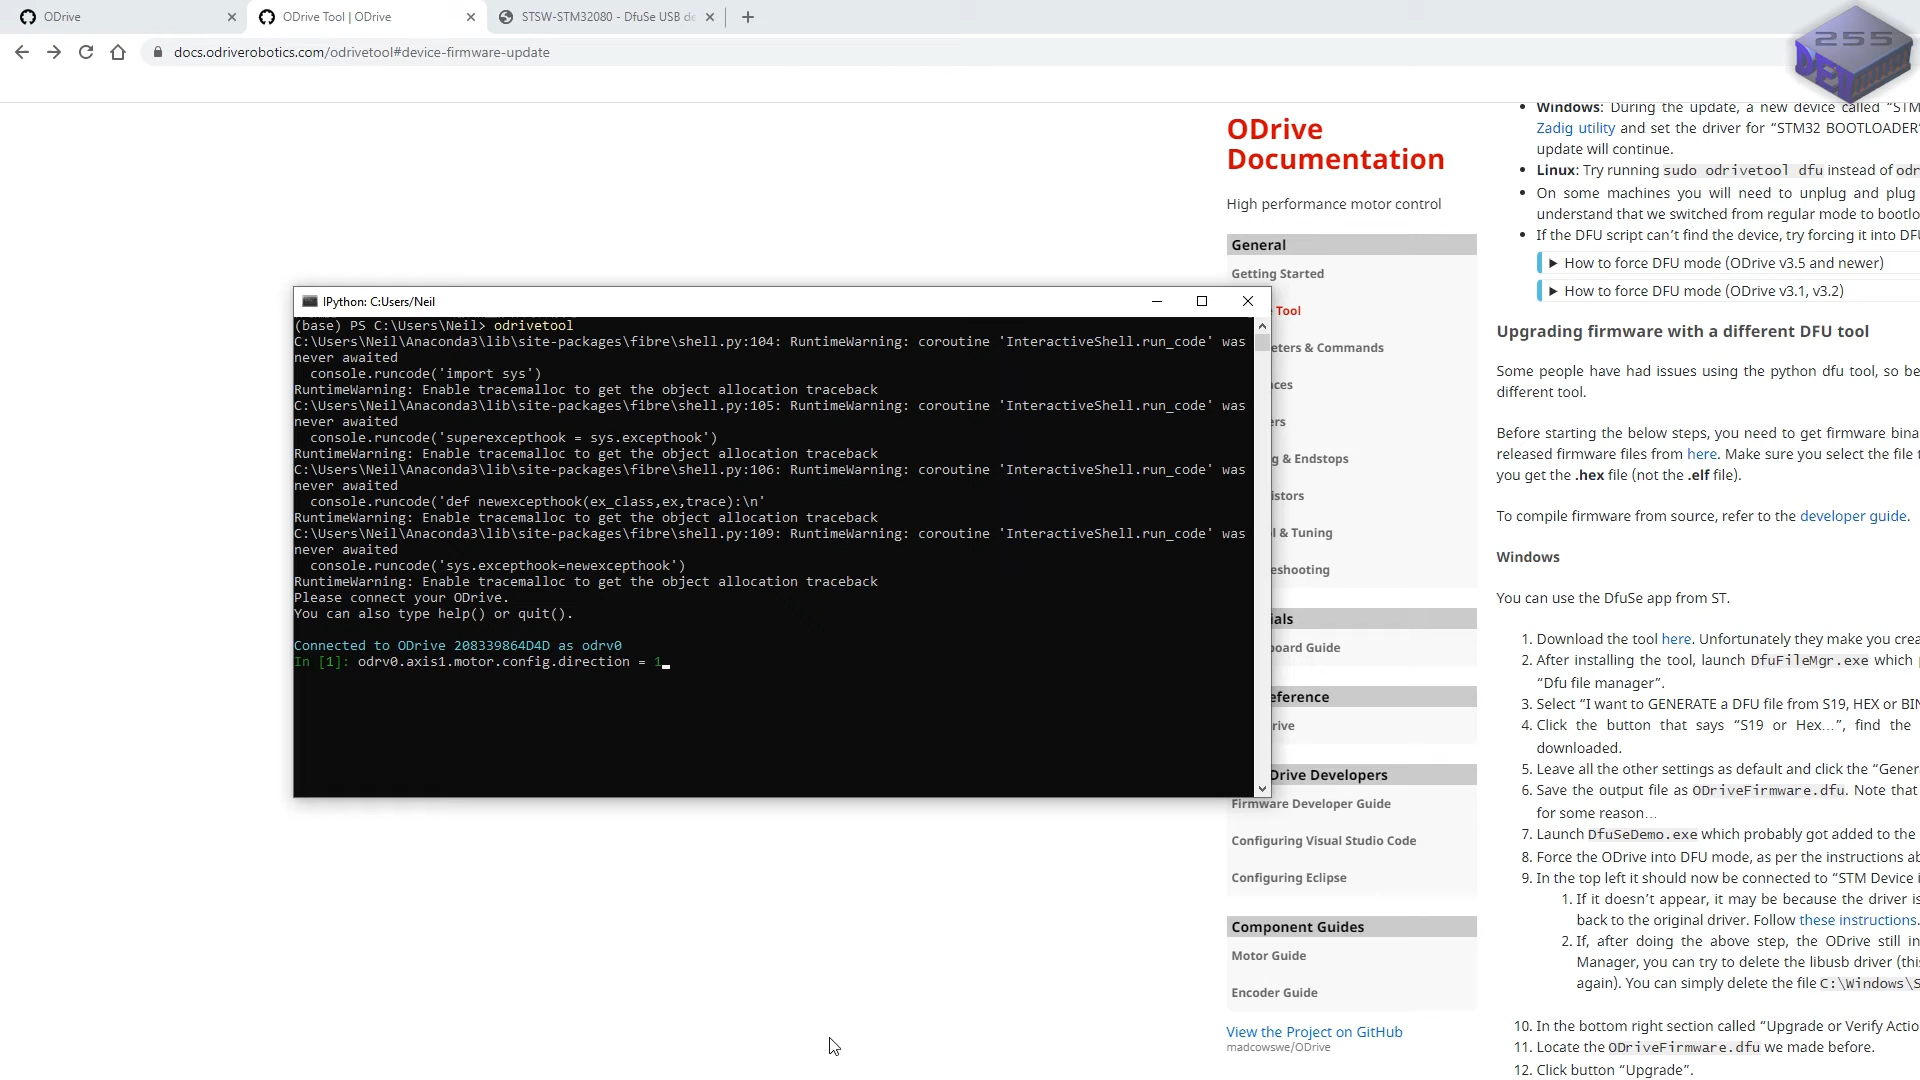 ODrive
ODrive Tool | ODrive
STSW-STM32080 - DfuSe USB de
docs.odriverobotics.com/odrivetool#device-firmware-update
255
DEV
ODrive
Documentation
High performance motor control
General
Getting Started
Tool
eters & Commands
nces
ers
g & Endstops
istors
l & Tuning
eshooting
ials
oard Guide
eference
rive
Drive Developers
Firmware Developer Guide
Configuring Visual Studio Code
Configuring Eclipse
Component Guides
Motor Guide
Encoder Guide
View the Project on GitHub
madcowswe/ODrive
IPython: C:Users/Neil
(base) PS C:\Users\Neil> odrivetool
C:\Users\Neil\Anaconda3\lib\site-packages\fibre\shell.py:104: RuntimeWarning: coroutine 'InteractiveShell.run_code' was
never awaited
console.runcode('import sys')
RuntimeWarning: Enable tracemalloc to get the object allocation traceback
C:\Users\Neil\Anaconda3\lib\site-packages\fibre\shell.py:105: RuntimeWarning: coroutine 'InteractiveShell.run_code' was
never awaited
console.runcode('superexcepthook = sys.excepthook')
RuntimeWarning: Enable tracemalloc to get the object allocation traceback
C:\Users\Neil\Anaconda3\lib\site-packages\fibre\shell.py:106: RuntimeWarning: coroutine 'InteractiveShell.run_code' was
never awaited
console.runcode('def newexcepthook(ex_class,ex,trace):\n'
RuntimeWarning: Enable tracemalloc to get the object allocation traceback
C:\Users\Neil\Anaconda3\lib\site-packages\fibre\shell.py:109: RuntimeWarning: coroutine 'InteractiveShell.run_code' was
never awaited
console.runcode('sys.excepthook=newexcepthook')
RuntimeWarning: Enable tracemalloc to get the object allocation traceback
Please connect your ODrive.
You can also type help() or quit().
Connected to ODrive 208339864D4D as odrv0
In [1]: odrv0.axis1.motor.config.direction = 1
• Windows: During the update, a new device called “STM
Zadig utility and set the driver for “STM32 BOOTLOADER”
update will continue.
• Linux: Try running sudo odrivetool dfu instead of odr
• On some machines you will need to unplug and plug
understand that we switched from regular mode to bootlo
• If the DFU script can’t find the device, try forcing it into DFU
▶ How to force DFU mode (ODrive v3.5 and newer)
▶ How to force DFU mode (ODrive v3.1, v3.2)
Upgrading firmware with a different DFU tool
Some people have had issues using the python dfu tool, so be
different tool.
Before starting the below steps, you need to get firmware bina
released firmware files from here. Make sure you select the file t
you get the .hex file (not the .elf file).
To compile firmware from source, refer to the developer guide.
Windows
You can use the DfuSe app from ST.
1. Download the tool here. Unfortunately they make you crea
2. After installing the tool, launch DfuFileMgr.exe which p
“Dfu file manager”.
3. Select “I want to GENERATE a DFU file from S19, HEX or BIN
4. Click the button that says “S19 or Hex…”, find the
downloaded.
5. Leave all the other settings as default and click the “Genera
6. Save the output file as ODriveFirmware.dfu. Note that
for some reason…
7. Launch DfuSeDemo.exe which probably got added to the
8. Force the ODrive into DFU mode, as per the instructions ab
9. In the top left it should now be connected to “STM Device i
1. If it doesn’t appear, it may be because the driver is
back to the original driver. Follow these instructions.
2. If, after doing the above step, the ODrive still in
Manager, you can try to delete the libusb driver (this
again). You can simply delete the file C:\Windows\S
10. In the bottom right section called “Upgrade or Verify Actio
11. Locate the ODriveFirmware.dfu we made before.
12. Click button “Upgrade”.